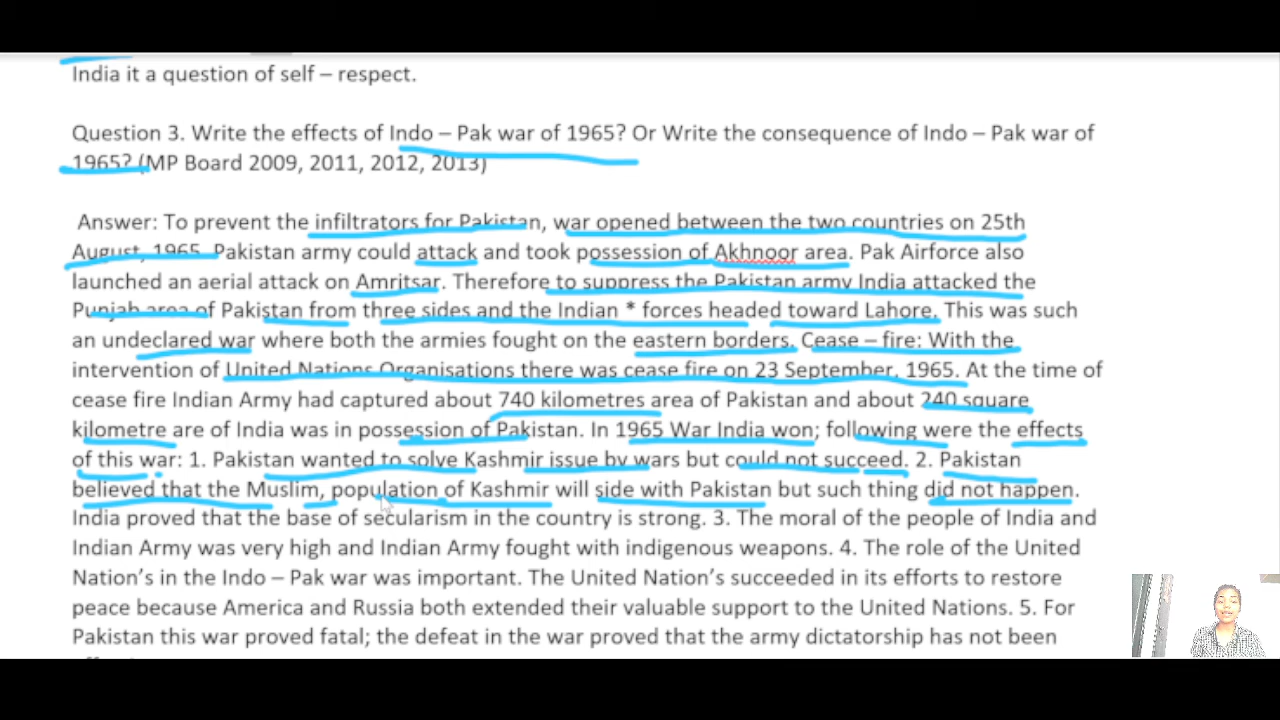 India it a question of self – respect.
Question 3. Write the effects of Indo – Pak war of 1965? Or Write the consequence of Indo – Pak war of
1965? (MP Board 2009, 2011, 2012, 2013)
Answer: To prevent the infiltrators for Pakistan, war opened between the two countries on 25th
August, 1965. Pakistan army could attack and took possession of Akhnoor area. Pak Airforce also
launched an aerial attack on Amritsar. Therefore to suppress the Pakistan army India attacked the
Punjab area of Pakistan from three sides and the Indian * forces headed toward Lahore. This was such
an undeclared war where both the armies fought on the eastern borders. Cease – fire: With the
intervention of United Nations Organisations there was cease fire on 23 September, 1965. At the time of
cease fire Indian Army had captured about 740 kilometres area of Pakistan and about 240 square
kilometre are of India was in possession of Pakistan. In 1965 War India won; following were the effects
of this war: 1. Pakistan wanted to solve Kashmir issue by wars but could not succeed. 2. Pakistan
believed that the Muslim, population of Kashmir will side with Pakistan but such thing did not happen.
India proved that the base of secularism in the country is strong. 3. The moral of the people of India and
Indian Army was very high and Indian Army fought with indigenous weapons. 4. The role of the United
Nation's in the Indo – Pak war was important. The United Nation's succeeded in its efforts to restore
peace because America and Russia both extended their valuable support to the United Nations. 5. For
Pakistan this war proved fatal; the defeat in the war proved that the army dictatorship has not been